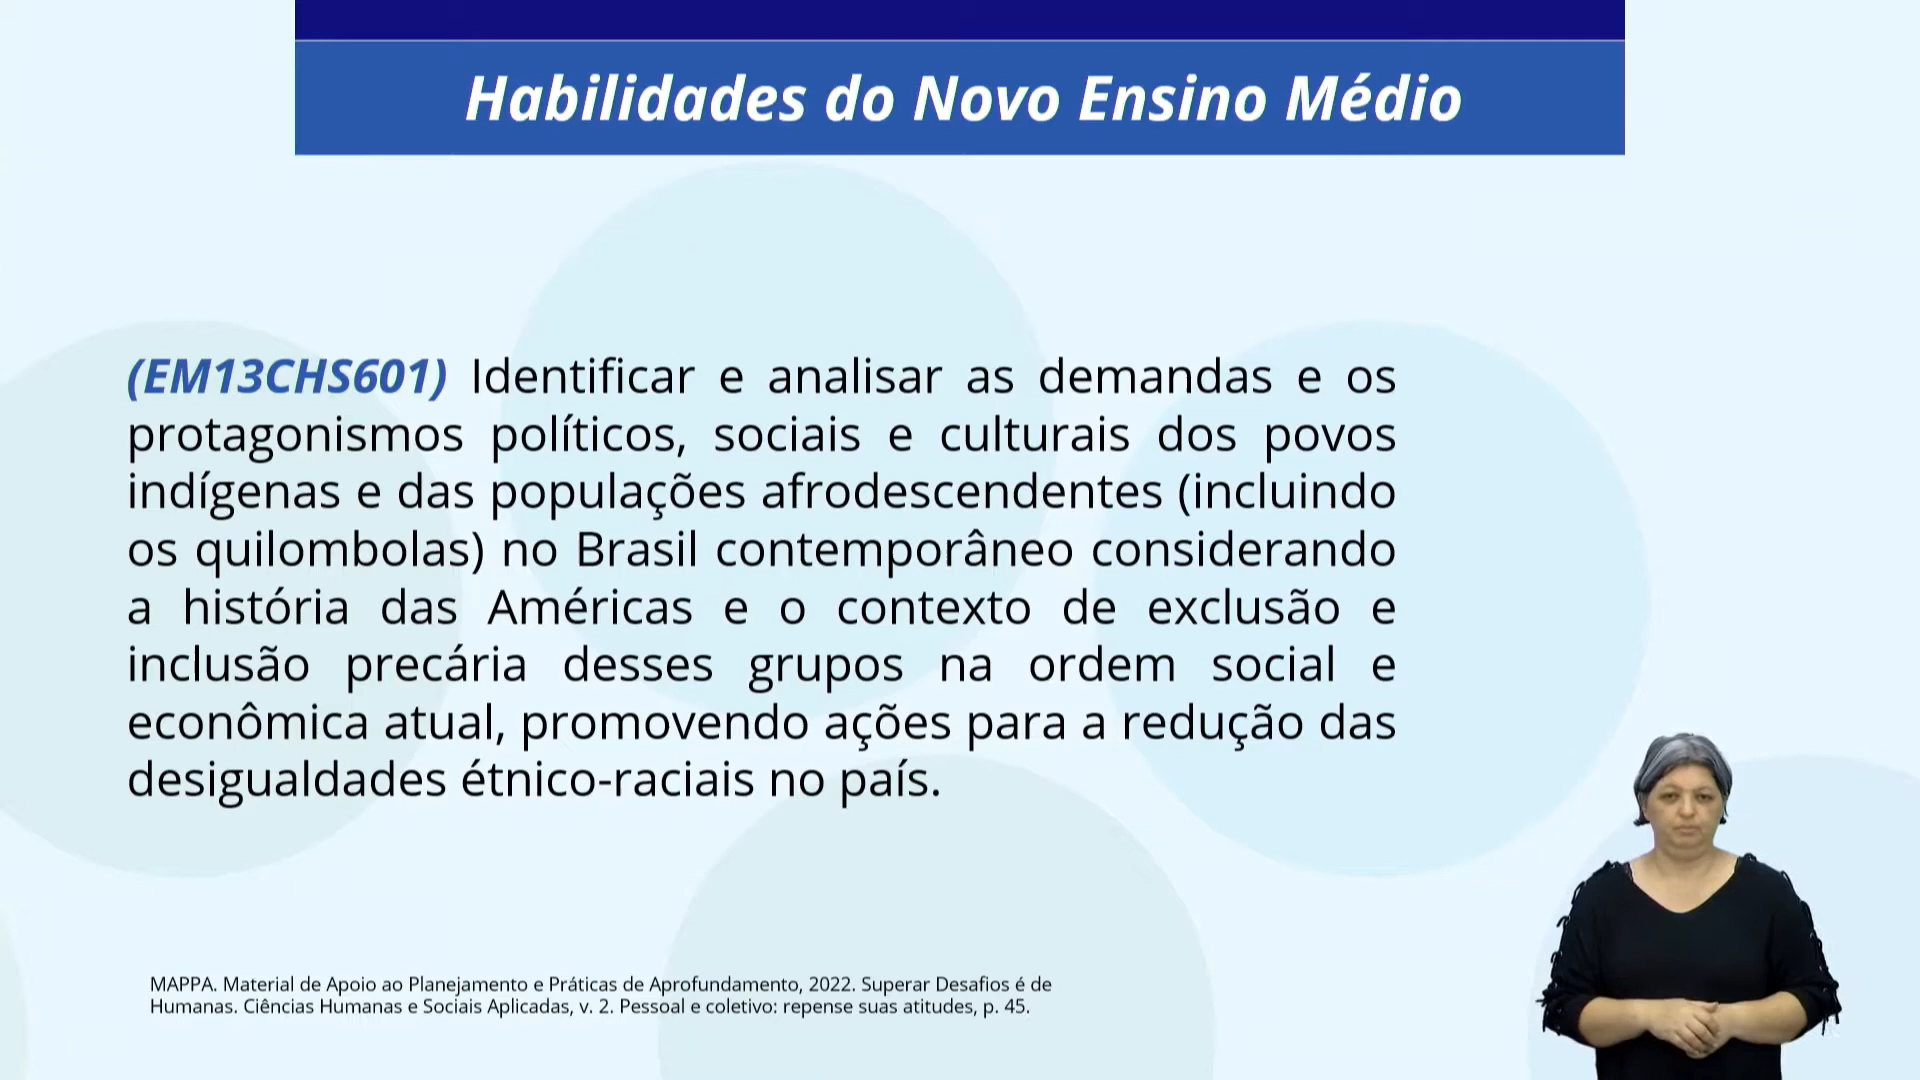 Habilidades do Novo Ensino Médio
(EM13CHS601) Identificar e analisar as demandas e os
protagonismos políticos, sociais e culturais dos povos
indígenas e das populações afrodescendentes (incluindo
os quilombolas) no Brasil contemporâneo considerando
a história das Américas e o contexto de exclusão e
inclusão precária desses grupos na ordem social e
econômica atual, promovendo ações para a redução das
desigualdades étnico-raciais no país.
MAPPA. Material de Apoio ao Planejamento e Práticas de Aprofundamento, 2022. Superar Desafios é de
Humanas. Ciências Humanas e Sociais Aplicadas, v. 2. Pessoal e coletivo: repense suas atitudes, p. 45.